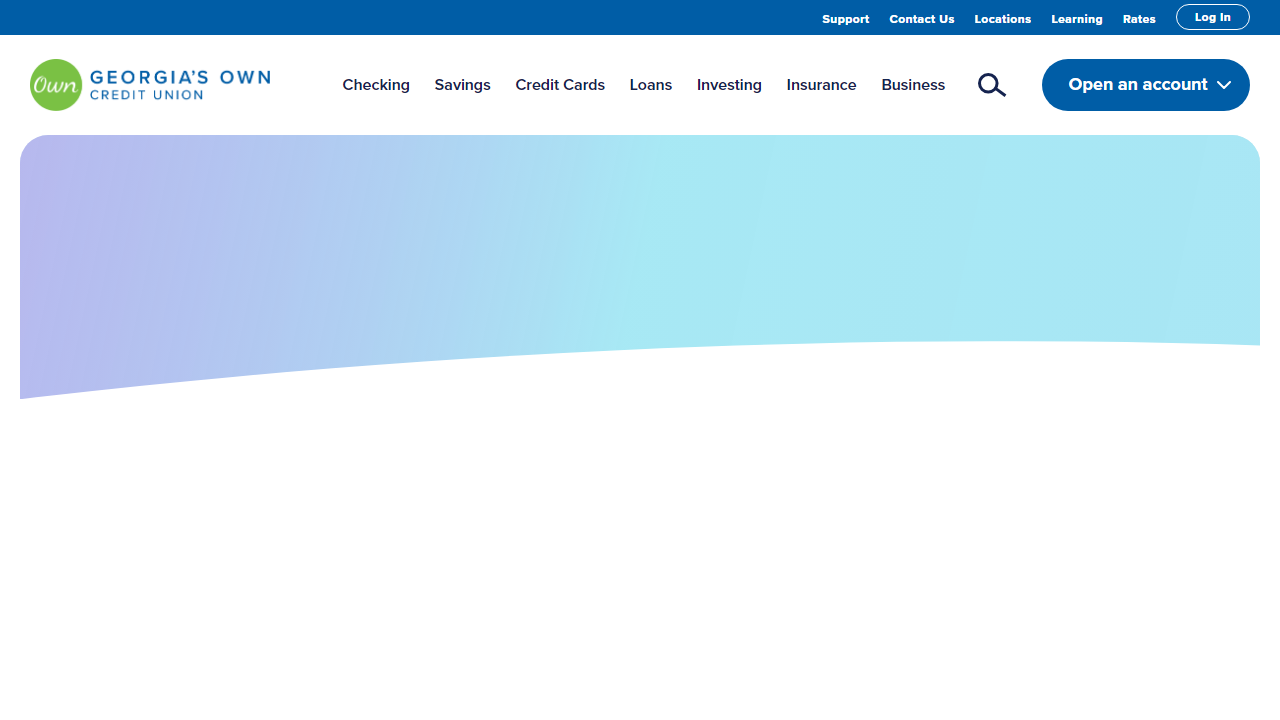 Support Contact Us Locations Learning Rates Log In
Own GEORGIA'S OWN
CREDIT UNION
Checking Savings Credit Cards Loans Investing Insurance Business Open an account